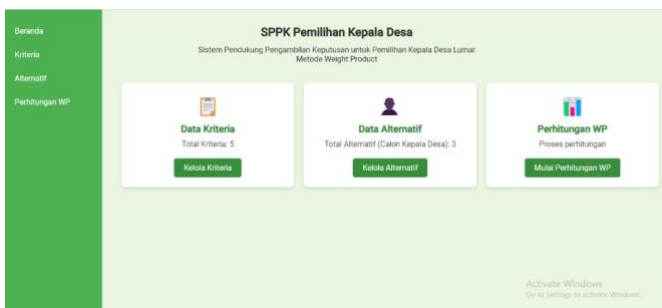 Beranda
Kriteria
Alternatif
Perhitungan WP
SPPK Pemilihan Kepala Desa
Sistem Pendukung Pengambilan Keputusan untuk Pemilihan Kepala Desa Lumar
Metode Weight Product
Data Kriteria
Total Kriteria: 5
Kelola Kriteria
Data Alternatif
Total Alternatif (Calon Kepala Desa): 3
Kelola Alternatif
Perhitungan WP
Proses perhitungan
Mulai Perhitungan WP
Activate Windows
Go to Settings to activate Windows.